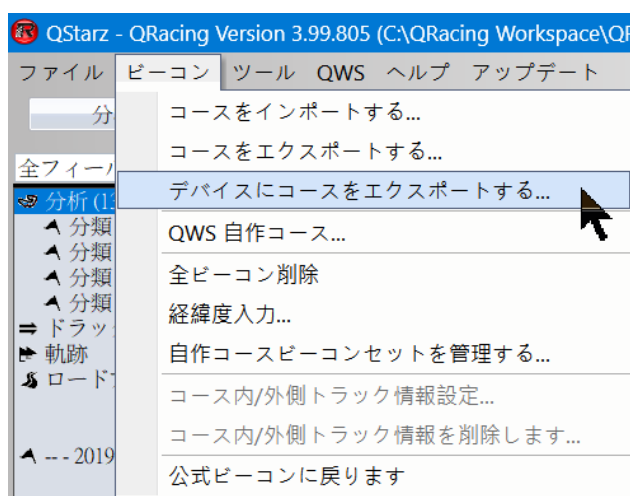 QStarz - QRacing Version 3.99.805 (C:\QRacing Workspace\QR
ファイル ビーコン ツール QWS ヘルプ アップデート
分
コースをインポートする...
コースをエクスポートする...
全フィール
デバイスにコースをエクスポートする...
分析 (13
分類
QWS 自作コース...
分類
全ビーコン削除
分類
分類
経緯度入力...
ドラッ
軌跡
自作コースビーコンセットを管理する...
ロード
コース内/外側トラック情報設定...
コース内/外側トラック情報を削除します...
-- - 2019
公式ビーコンに戻ります